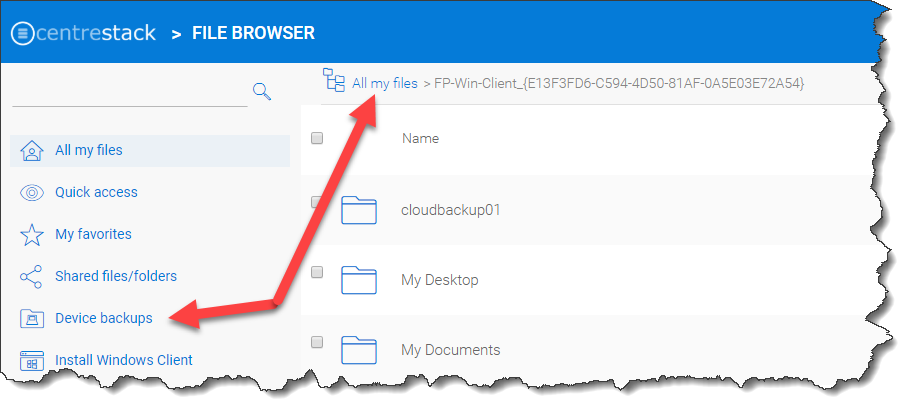 centrestack > FILE BROWSER
All my files > FP-Win-Client_{E13F3FD6-C594-4D50-81AF-0A5E03E72A54}
Name
All my files
Quick access
My favorites
Shared files/folders
Device backups
Install Windows Client
cloudbackup01
My Desktop
My Documents